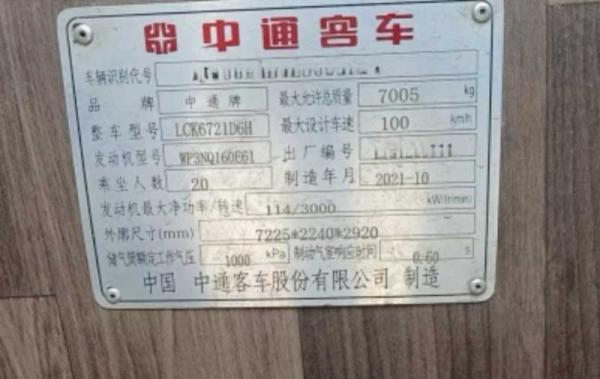 中通客车
车辆识别代号
品牌 中通牌 最大允许总质量 7005 kg
整车型号 LCK6721D6H 最大设计车速 100 km/h
发动机型号 WP3NQ160E61 出厂编号
乘坐人数 20 制造年月 2021-10
发动机最大净功率/转速 114/3000 kW/(r/min)
外廓尺寸(mm) 7225*2240*2920
储气筒额定工作气压 1000 kPa 制动气室响应时间 0.60 s
中国 中通客车股份有限公司 制造